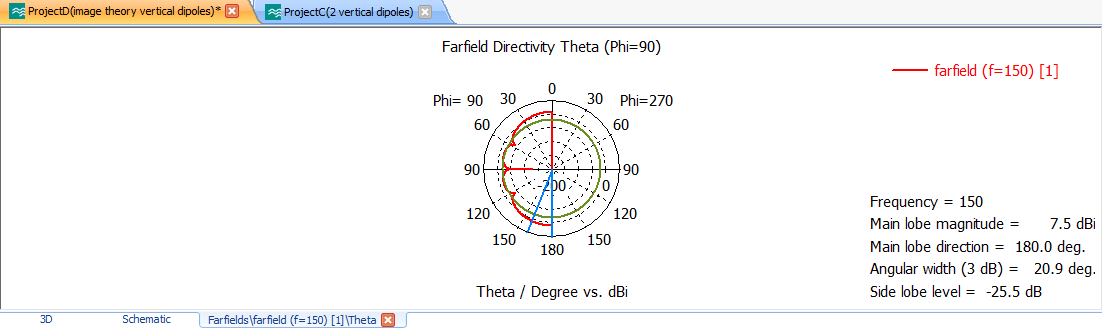 ProjectD(image theory vertical dipoles)* ProjectC(2 vertical dipoles)
Farfield Directivity Theta (Phi=90)
farfield (f=150) [1]
Phi= 90 30 0 30 Phi=270
60 60
90 90
-200 0
120 120
150 150
180
Frequency = 150
Main lobe magnitude = 7.5 dBi
Main lobe direction = 180.0 deg.
Angular width (3 dB) = 20.9 deg.
Side lobe level = -25.5 dB
Theta / Degree vs. dBi
3D Schematic Farfields\farfield (f=150) [1]\Theta